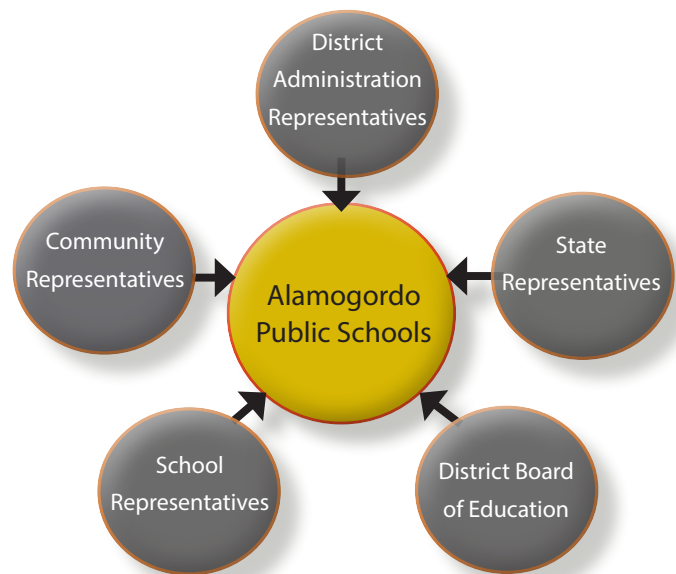 District
Administration
Representatives
Community
Representatives
State
Representatives
Alamogordo
Public Schools
School
Representatives
District Board
of Education